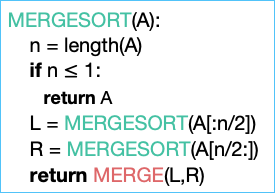 MERGESORT(A):
n = length(A)
if n ≤ 1:
return A
L = MERGESORT(A[:n/2])
R = MERGESORT(A[n/2:])
return MERGE(L,R)